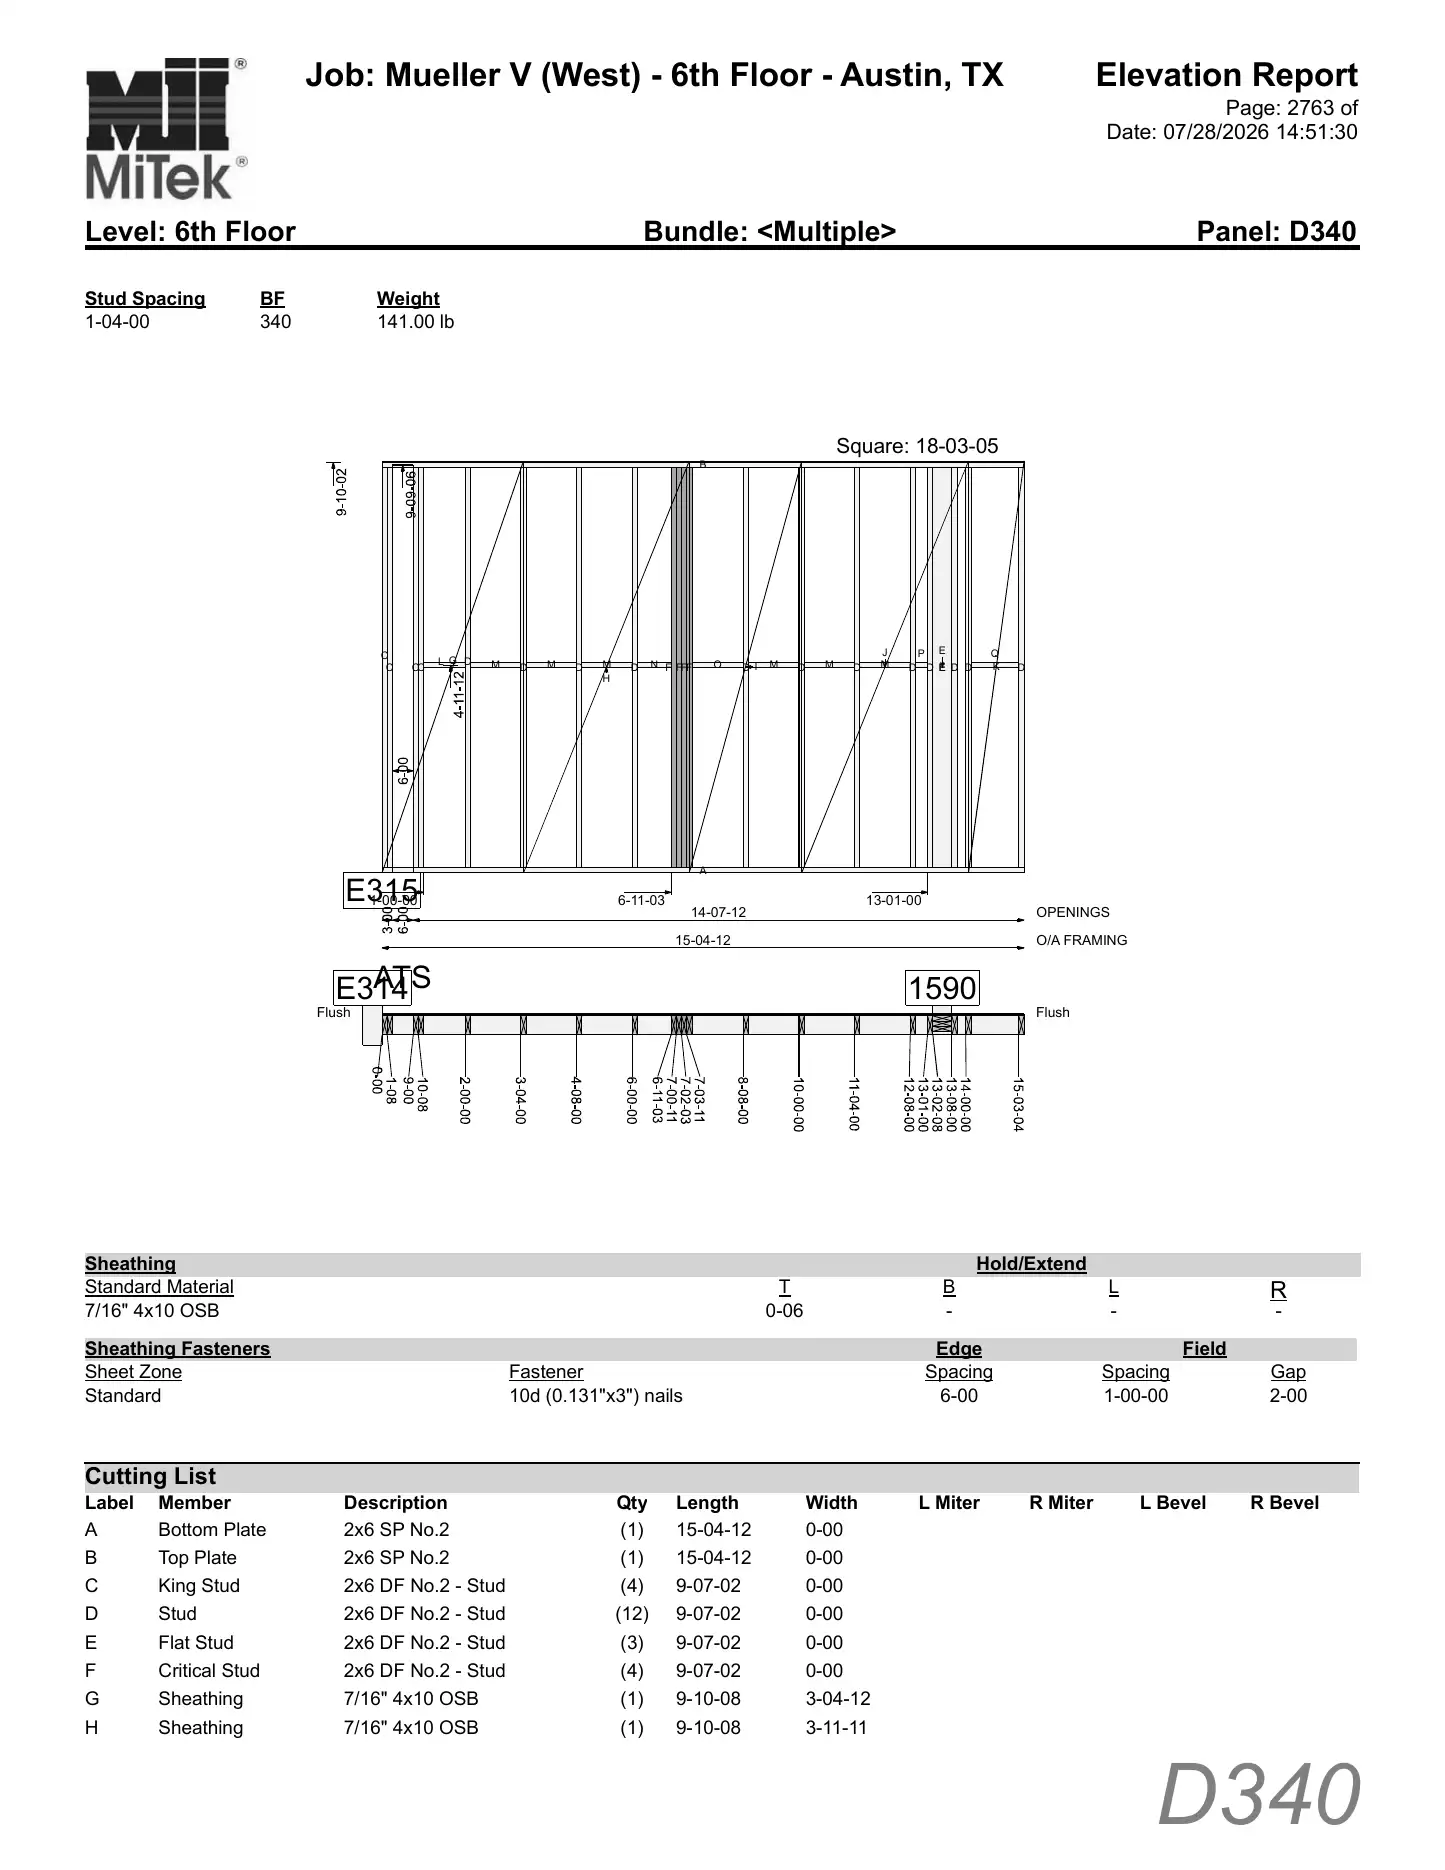 MiTek®
Job: Mueller V (West) - 6th Floor - Austin, TX
Elevation Report
Page: 2763 of
Date: 07/28/2026 14:51:30
Level: 6th Floor Bundle: <Multiple> Panel: D340
Stud Spacing BF Weight
1-04-00 340 141.00 lb
Square: 18-03-05
9-10-02
9-09-06
B
C
C
C C
L G D
M
D
M
D
M
H
D
N F F F F
O
D I
M
M
D
J
M
D
P
D
E
E
D
D
Q
K
D
4-11-12
6-00
A
E315
1-00-00 6-11-03 13-01-00
3-00
6-00
14-07-12 OPENINGS
15-04-12 O/A FRAMING
ATS
E314 1590
Flush Flush
0-00
1-08
9-00
10-08
2-00-00
3-04-00
4-08-00
6-00-00
6-11-03
7-00-11
7-02-03
7-03-11
8-08-00
10-00-00
11-04-00
12-08-00
13-01-00
13-02-08
13-08-00
14-00-00
15-03-04
Sheathing Hold/Extend
Standard Material T B L R
7/16" 4x10 OSB 0-06 - - -
Sheathing Fasteners Edge Field
Sheet Zone Fastener Spacing Spacing Gap
Standard 10d (0.131"x3") nails 6-00 1-00-00 2-00
Cutting List
Label Member Description Qty Length Width L Miter R Miter L Bevel R Bevel
A Bottom Plate 2x6 SP No.2 (1) 15-04-12 0-00
B Top Plate 2x6 SP No.2 (1) 15-04-12 0-00
C King Stud 2x6 DF No.2 - Stud (4) 9-07-02 0-00
D Stud 2x6 DF No.2 - Stud (12) 9-07-02 0-00
E Flat Stud 2x6 DF No.2 - Stud (3) 9-07-02 0-00
F Critical Stud 2x6 DF No.2 - Stud (4) 9-07-02 0-00
G Sheathing 7/16" 4x10 OSB (1) 9-10-08 3-04-12
H Sheathing 7/16" 4x10 OSB (1) 9-10-08 3-11-11
D340